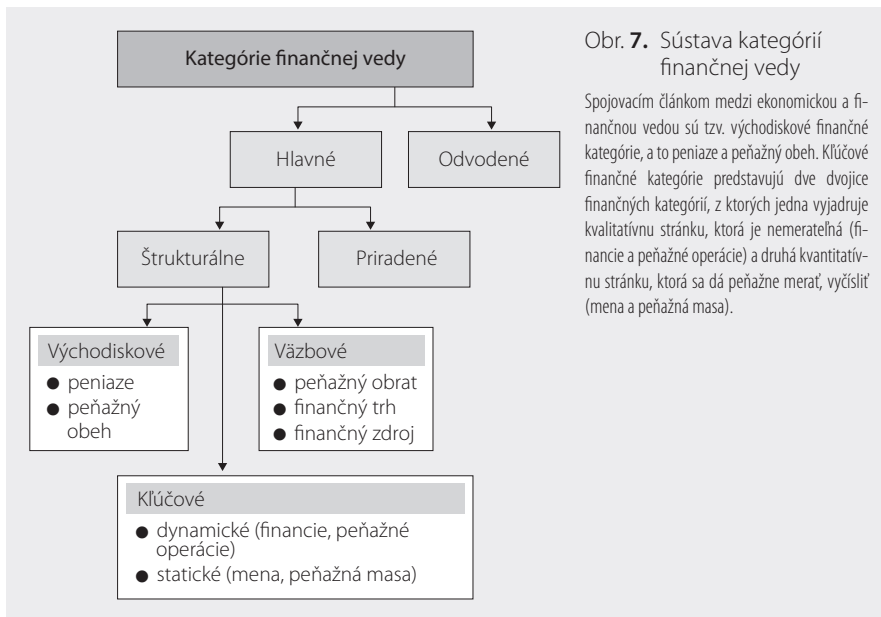 Kategórie finančnej vedy
Hlavné
Odvodené
Štrukturálne
Priradené
Východiskové
● peniaze
● peňažný
obeh
Väzbové
● peňažný obrat
● finančný trh
● finančný zdroj
Kľúčové
● dynamické (financie, peňažné
operácie)
● statické (mena, peňažná masa)
Obr. 7. Sústava kategórií
finančnej vedy
Spojovacím článkom medzi ekonomickou a fi-
nančnou vedou sú tzv. východiskové finančné
kategórie, a to peniaze a peňažný obeh. Kľúčové
finančné kategórie predstavujú dve dvojice
finančných kategórií, z ktorých jedna vyjadruje
kvalitatívnu stránku, ktorá je nemerateľná (fi-
nancie a peňažné operácie) a druhá kvantitatív-
nu stránku, ktorá sa dá peňažne merať, vyčísliť
(mena a peňažná masa).